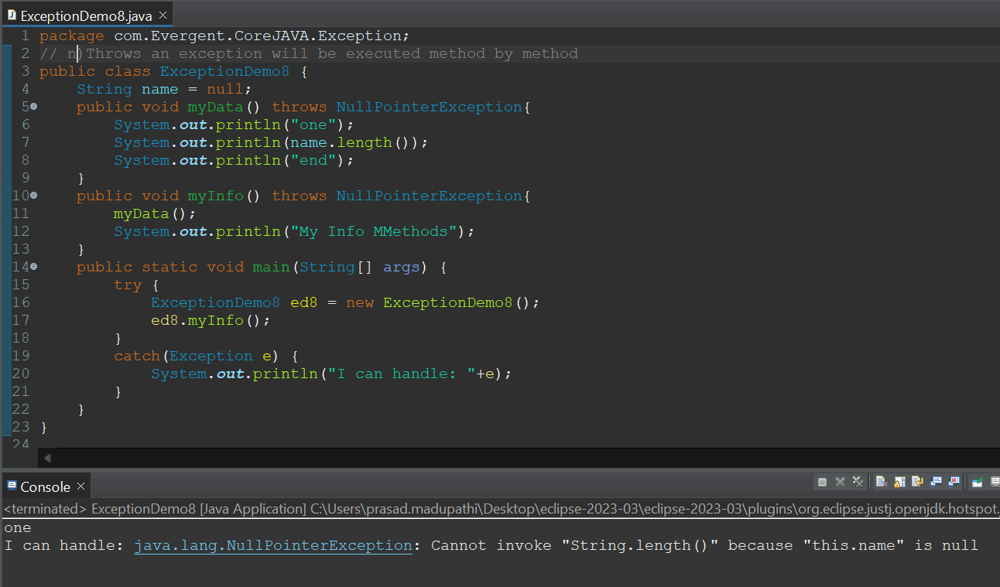 ExceptionDemo8.java
1 package com.Evergent.CoreJAVA.Exception;
2 // n)Throws an exception will be executed method by method
3 public class ExceptionDemo8 {
4     String name = null;
5     public void myData() throws NullPointerException{
6         System.out.println("one");
7         System.out.println(name.length());
8         System.out.println("end");
9     }
10     public void myInfo() throws NullPointerException{
11         myData();
12         System.out.println("My Info MMethods");
13     }
14     public static void main(String[] args) {
15         try {
16             ExceptionDemo8 ed8 = new ExceptionDemo8();
17             ed8.myInfo();
18         }
19         catch(Exception e) {
20             System.out.println("I can handle: "+e);
21         }
22     }
23 }
24
Console
<terminated> ExceptionDemo8 [Java Application] C:\Users\prasad.madupathi\Desktop\eclipse-2023-03\eclipse-2023-03\plugins\org.eclipse.justj.openjdk.hotspot.
one
I can handle: java.lang.NullPointerException: Cannot invoke "String.length()" because "this.name" is null